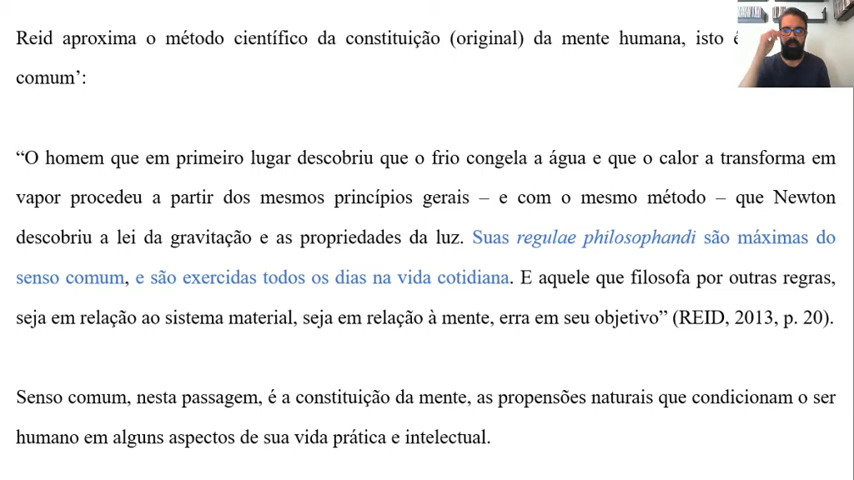 Reid aproxima o método científico da constituição (original) da mente humana, isto é
comum’:
“O homem que em primeiro lugar descobriu que o frio congela a água e que o calor a transforma em
vapor procedeu a partir dos mesmos princípios gerais – e com o mesmo método – que Newton
descobriu a lei da gravitação e as propriedades da luz. Suas regulae philosophandi são máximas do
senso comum, e são exercidas todos os dias na vida cotidiana. E aquele que filosofa por outras regras,
seja em relação ao sistema material, seja em relação à mente, erra em seu objetivo” (REID, 2013, p. 20).
Senso comum, nesta passagem, é a constituição da mente, as propensões naturais que condicionam o ser
humano em alguns aspectos de sua vida prática e intelectual.